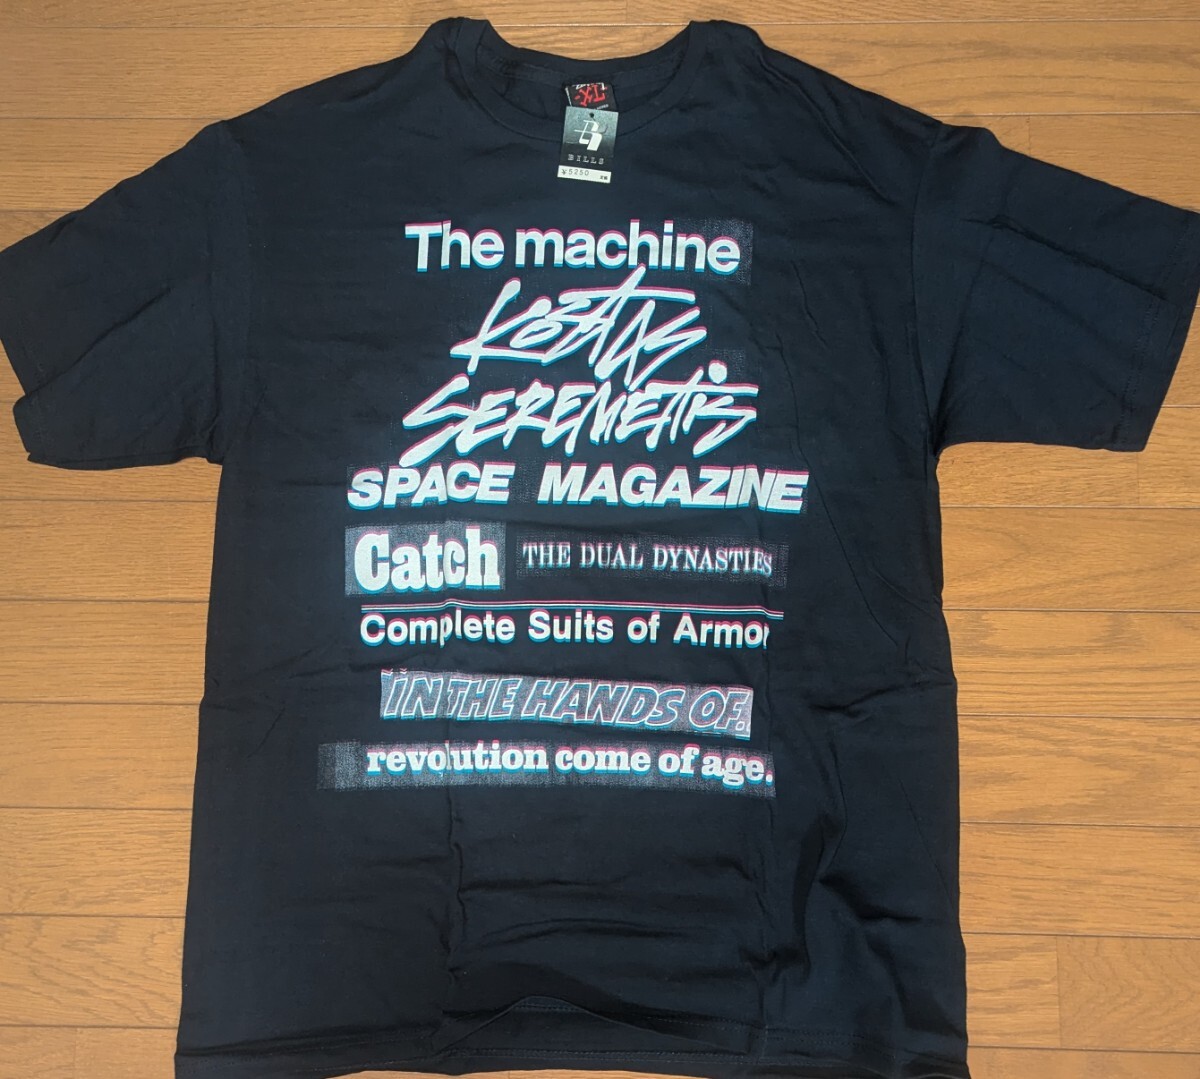 BILLS
¥5250
The machine
KOSTAS
SEREMETIS
SPACE MAGAZINE
Catch THE DUAL DYNASTIES
Complete Suits of Armor
IN THE HANDS OF.
revolution come of age.